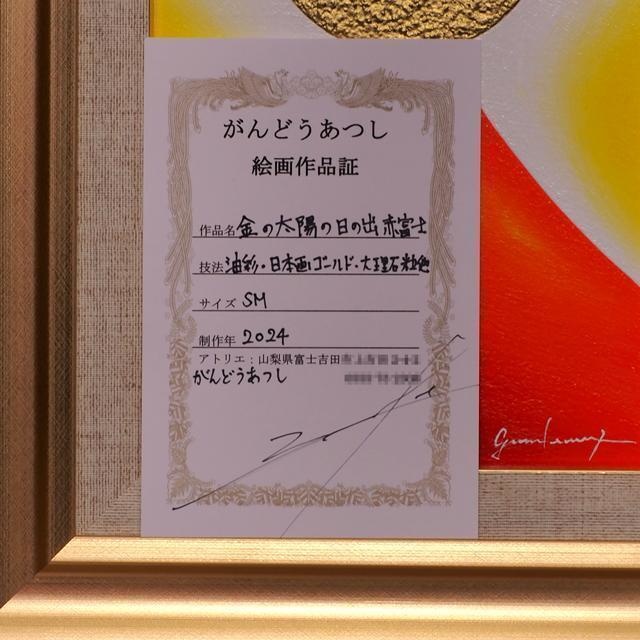 がんどうあつし
絵画作品証
作品名 金の太陽の日の出赤富士
技法 油彩・日本画ゴールド・大理石粒絵
サイズ SM
制作年 2024
アトリエ：山梨県富士吉田
がんどうあつし